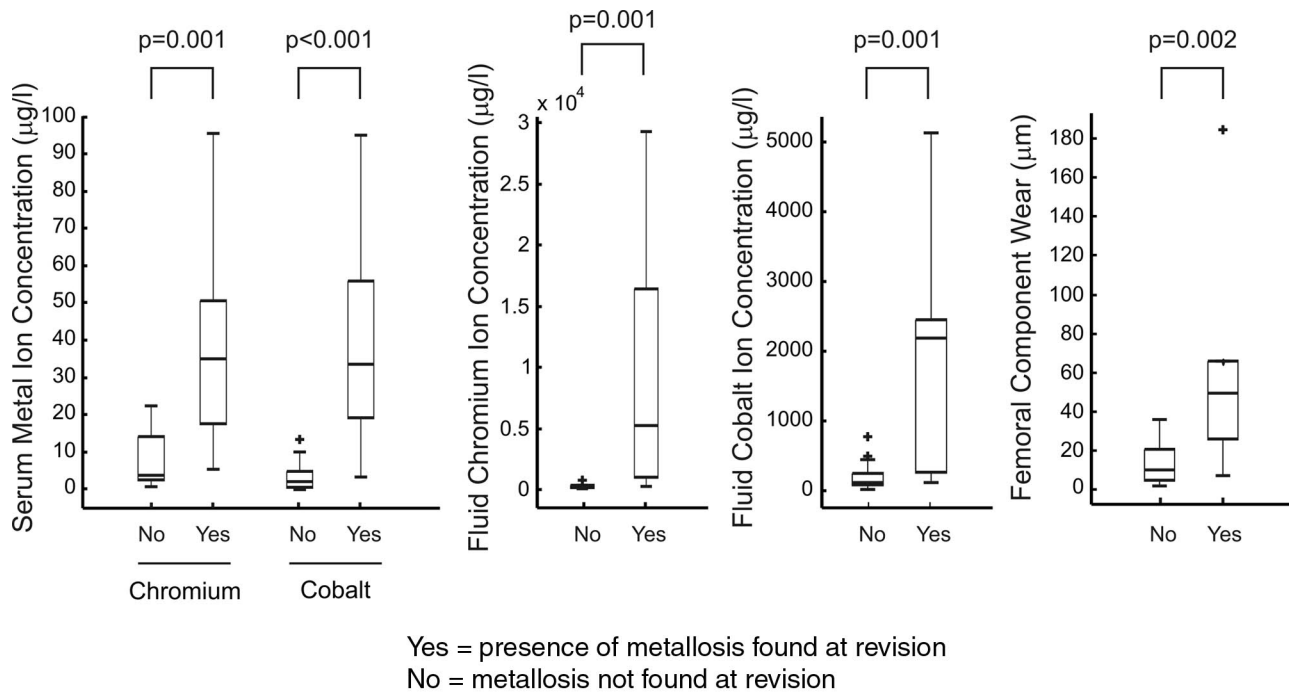 p=0.001
p<0.001
Serum Metal Ion Concentration (μg/l)
100
90
80
70
60
50
40
30
20
10
0
No
Yes
No
Yes
Chromium
Cobalt
p=0.001
Fluid Chromium Ion Concentration (μg/l)
x 10⁴
3
2.5
2
1.5
1
0.5
0
No
Yes
p=0.001
Fluid Cobalt Ion Concentration (μg/l)
5000
4000
3000
2000
1000
0
No
Yes
p=0.002
Femoral Component Wear (μm)
180
160
140
120
100
80
60
40
20
0
No
Yes
Yes = presence of metallosis found at revision
No = metallosis not found at revision